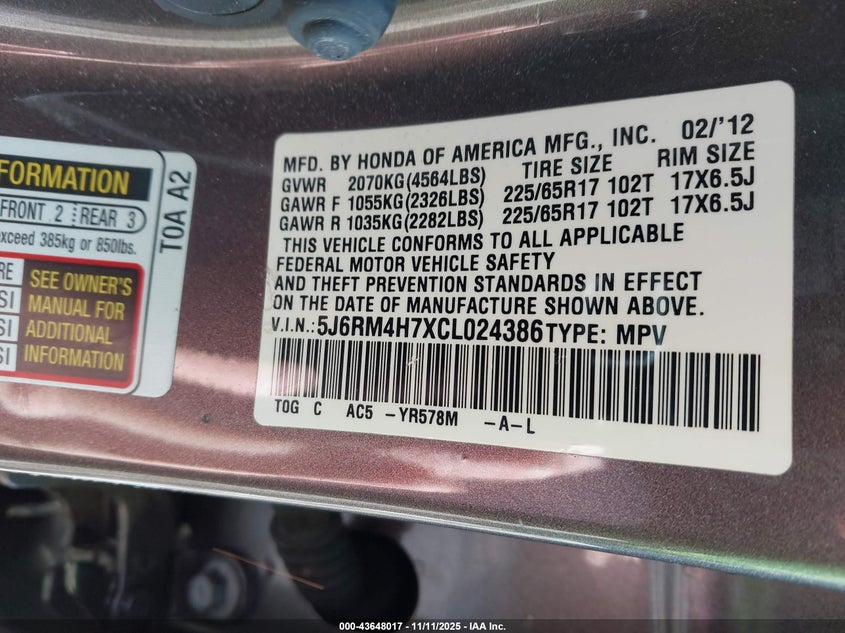 FORMATION
FRONT 2 REAR 3
exceed 385kg or 850lbs.
SEE OWNER'S
MANUAL FOR
ADDITIONAL
INFORMATION
T0A A2
MFD. BY HONDA OF AMERICA MFG., INC. 02/'12
GVWR 2070KG(4564LBS) TIRE SIZE RIM SIZE
GAWR F 1055KG(2326LBS) 225/65R17 102T 17X6.5J
GAWR R 1035KG(2282LBS) 225/65R17 102T 17X6.5J
THIS VEHICLE CONFORMS TO ALL APPLICABLE
FEDERAL MOTOR VEHICLE SAFETY
AND THEFT PREVENTION STANDARDS IN EFFECT
ON THE DATE OF MANUFACTURE SHOWN ABOVE.
V.I.N.:5J6RM4H7XCL024386 TYPE: MPV
T0G C AC5 -YR578M -A-L
000-43648017 - 11/11/2025 - IAA Inc.